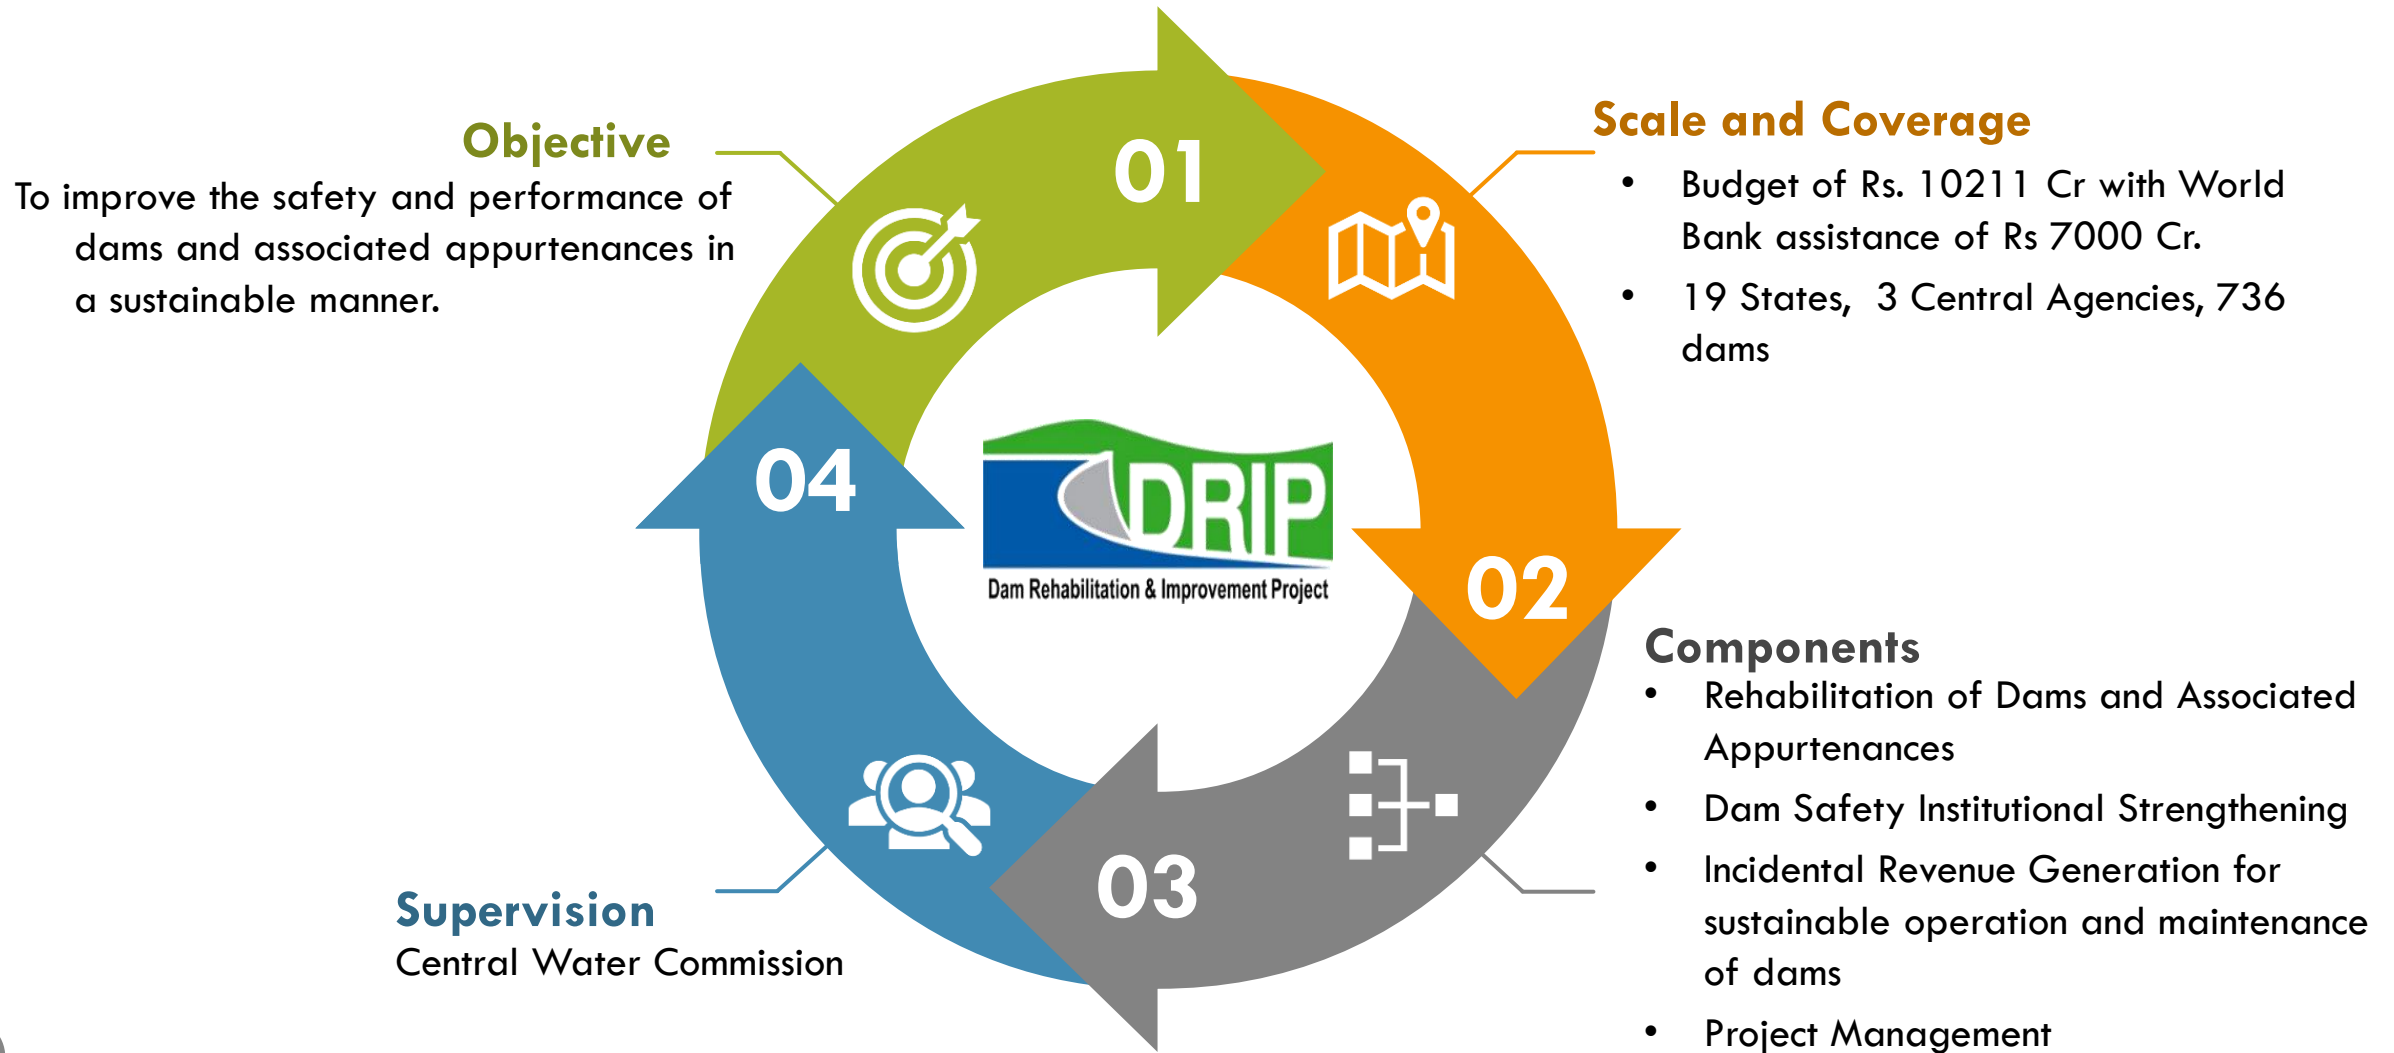 01
Objective
To improve the safety and performance of
dams and associated appurtenances in
a sustainable manner.
Scale and Coverage
• Budget of Rs. 10211 Cr with World
Bank assistance of Rs 7000 Cr.
• 19 States, 3 Central Agencies, 736
dams
02
Components
• Rehabilitation of Dams and Associated
Appurtenances
• Dam Safety Institutional Strengthening
• Incidental Revenue Generation for
sustainable operation and maintenance
of dams
• Project Management
03
Supervision
Central Water Commission
04
DRIP
Dam Rehabilitation & Improvement Project